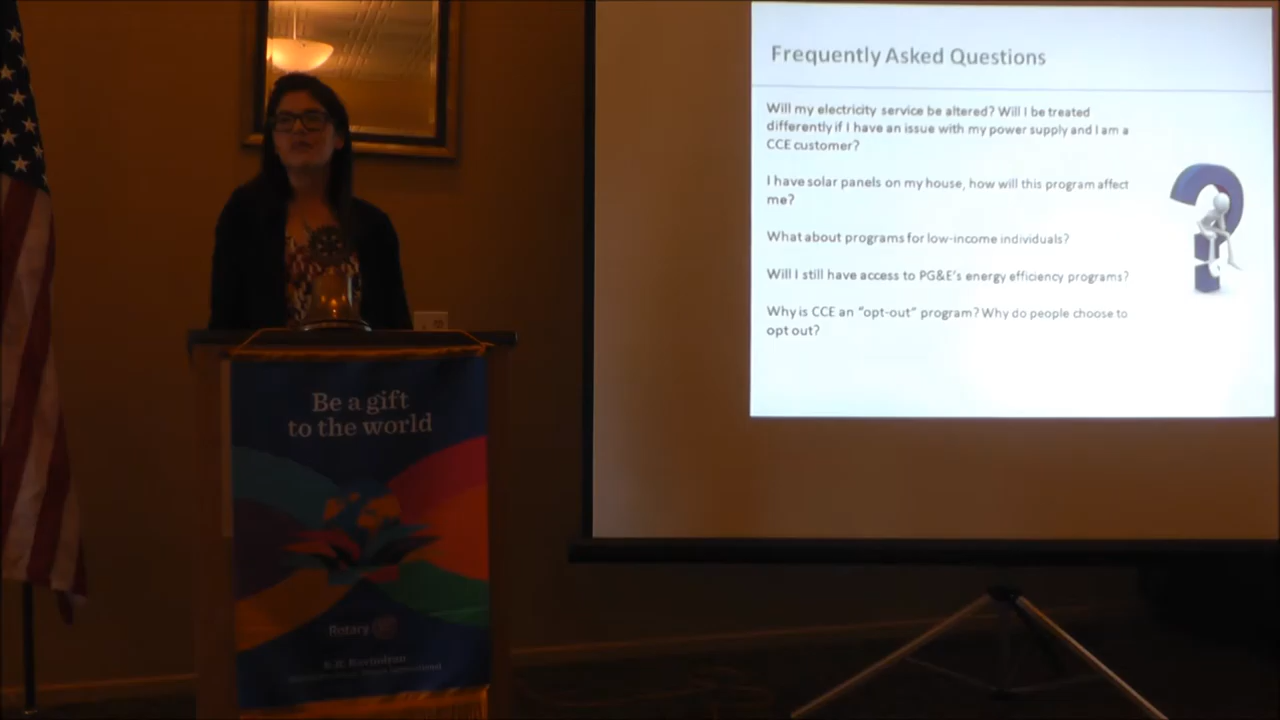 Frequently Asked Questions
Will my electricity service be altered? Will I be treated
differently if I have an issue with my power supply and I am a
CCE customer?
I have solar panels on my house, how will this program affect
me?
What about programs for low-income individuals?
Will I still have access to PG&E's energy efficiency programs?
Why is CCE an "opt-out" program? Why do people choose to
opt out?
Be a gift
to the world
Rotary